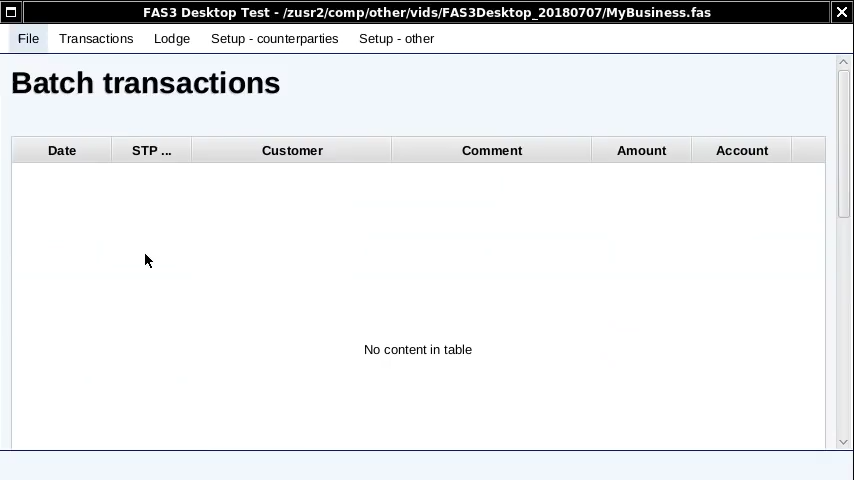 FAS3 Desktop Test - /zusr2/comp/other/vids/FAS3Desktop_20180707/MyBusiness.fas
File Transactions Lodge Setup - counterparties Setup - other
Batch transactions
Date STP ... Customer Comment Amount Account
No content in table